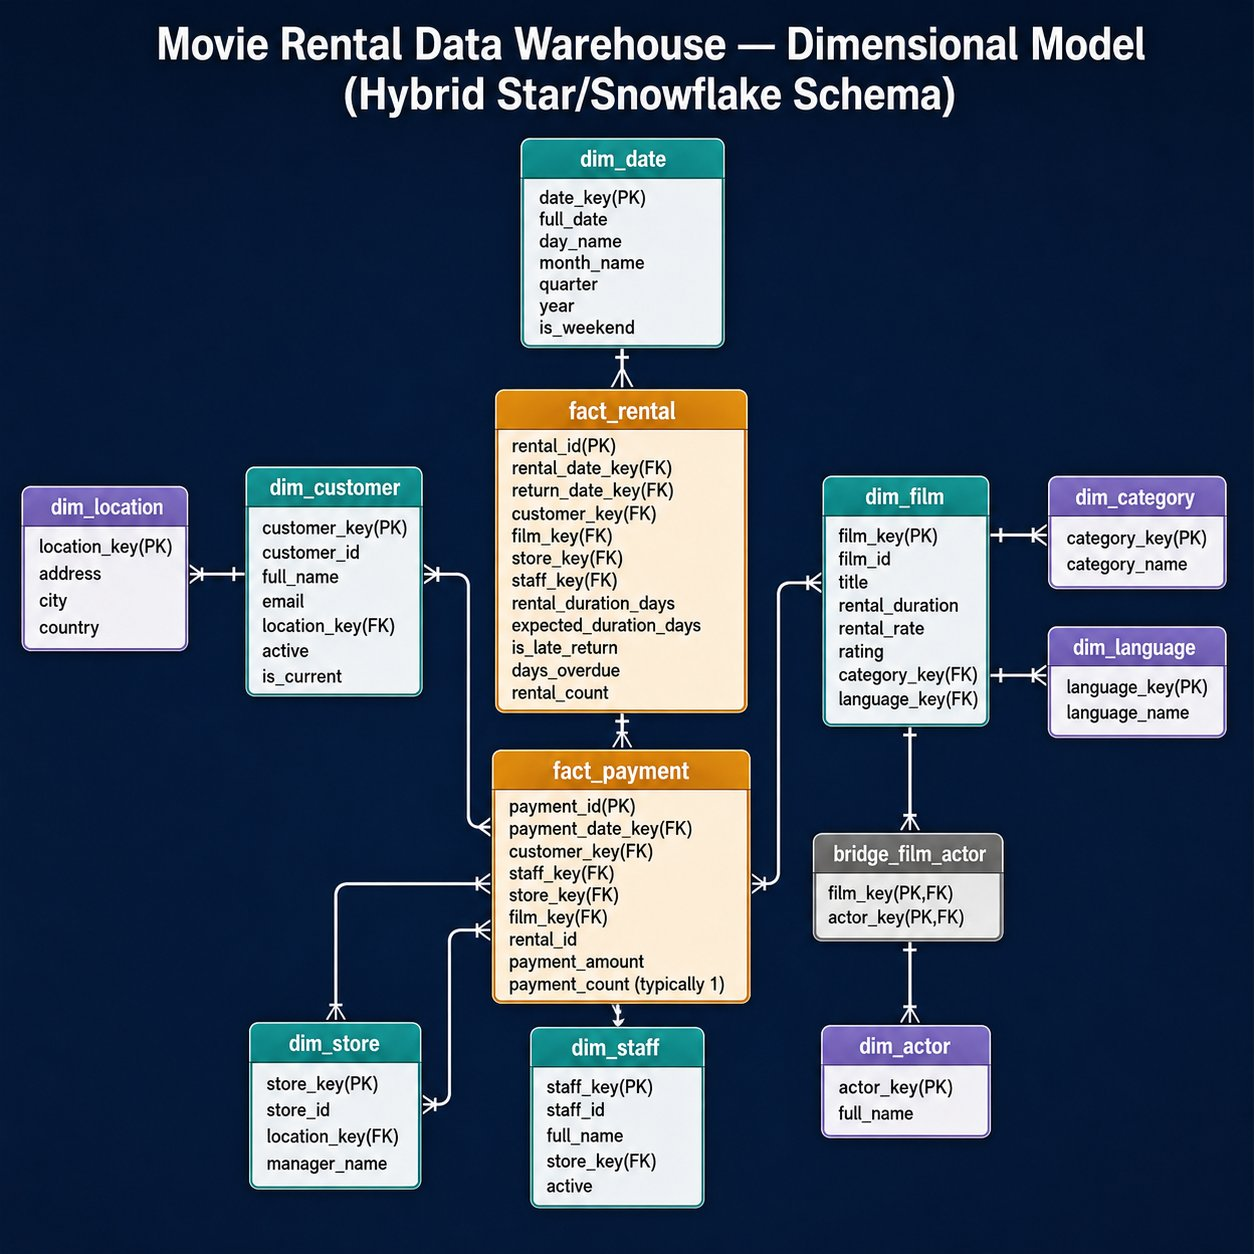 Movie Rental Data Warehouse — Dimensional Model
(Hybrid Star/Snowflake Schema)
dim_date
date_key(PK)
full_date
day_name
month_name
quarter
year
is_weekend
fact_rental
rental_id(PK)
rental_date_key(FK)
return_date_key(FK)
customer_key(FK)
film_key(FK)
store_key(FK)
staff_key(FK)
rental_duration_days
expected_duration_days
is_late_return
days_overdue
rental_count
dim_location
location_key(PK)
address
city
country
dim_customer
customer_key(PK)
customer_id
full_name
email
location_key(FK)
active
is_current
dim_film
film_key(PK)
film_id
title
rental_duration
rental_rate
rating
category_key(FK)
language_key(FK)
dim_category
category_key(PK)
category_name
dim_language
language_key(PK)
language_name
fact_payment
payment_id(PK)
payment_date_key(FK)
customer_key(FK)
staff_key(FK)
store_key(FK)
film_key(FK)
rental_id
payment_amount
payment_count (typically 1)
bridge_film_actor
film_key(PK,FK)
actor_key(PK,FK)
dim_store
store_key(PK)
store_id
location_key(FK)
manager_name
dim_staff
staff_key(PK)
staff_id
full_name
store_key(FK)
active
dim_actor
actor_key(PK)
full_name